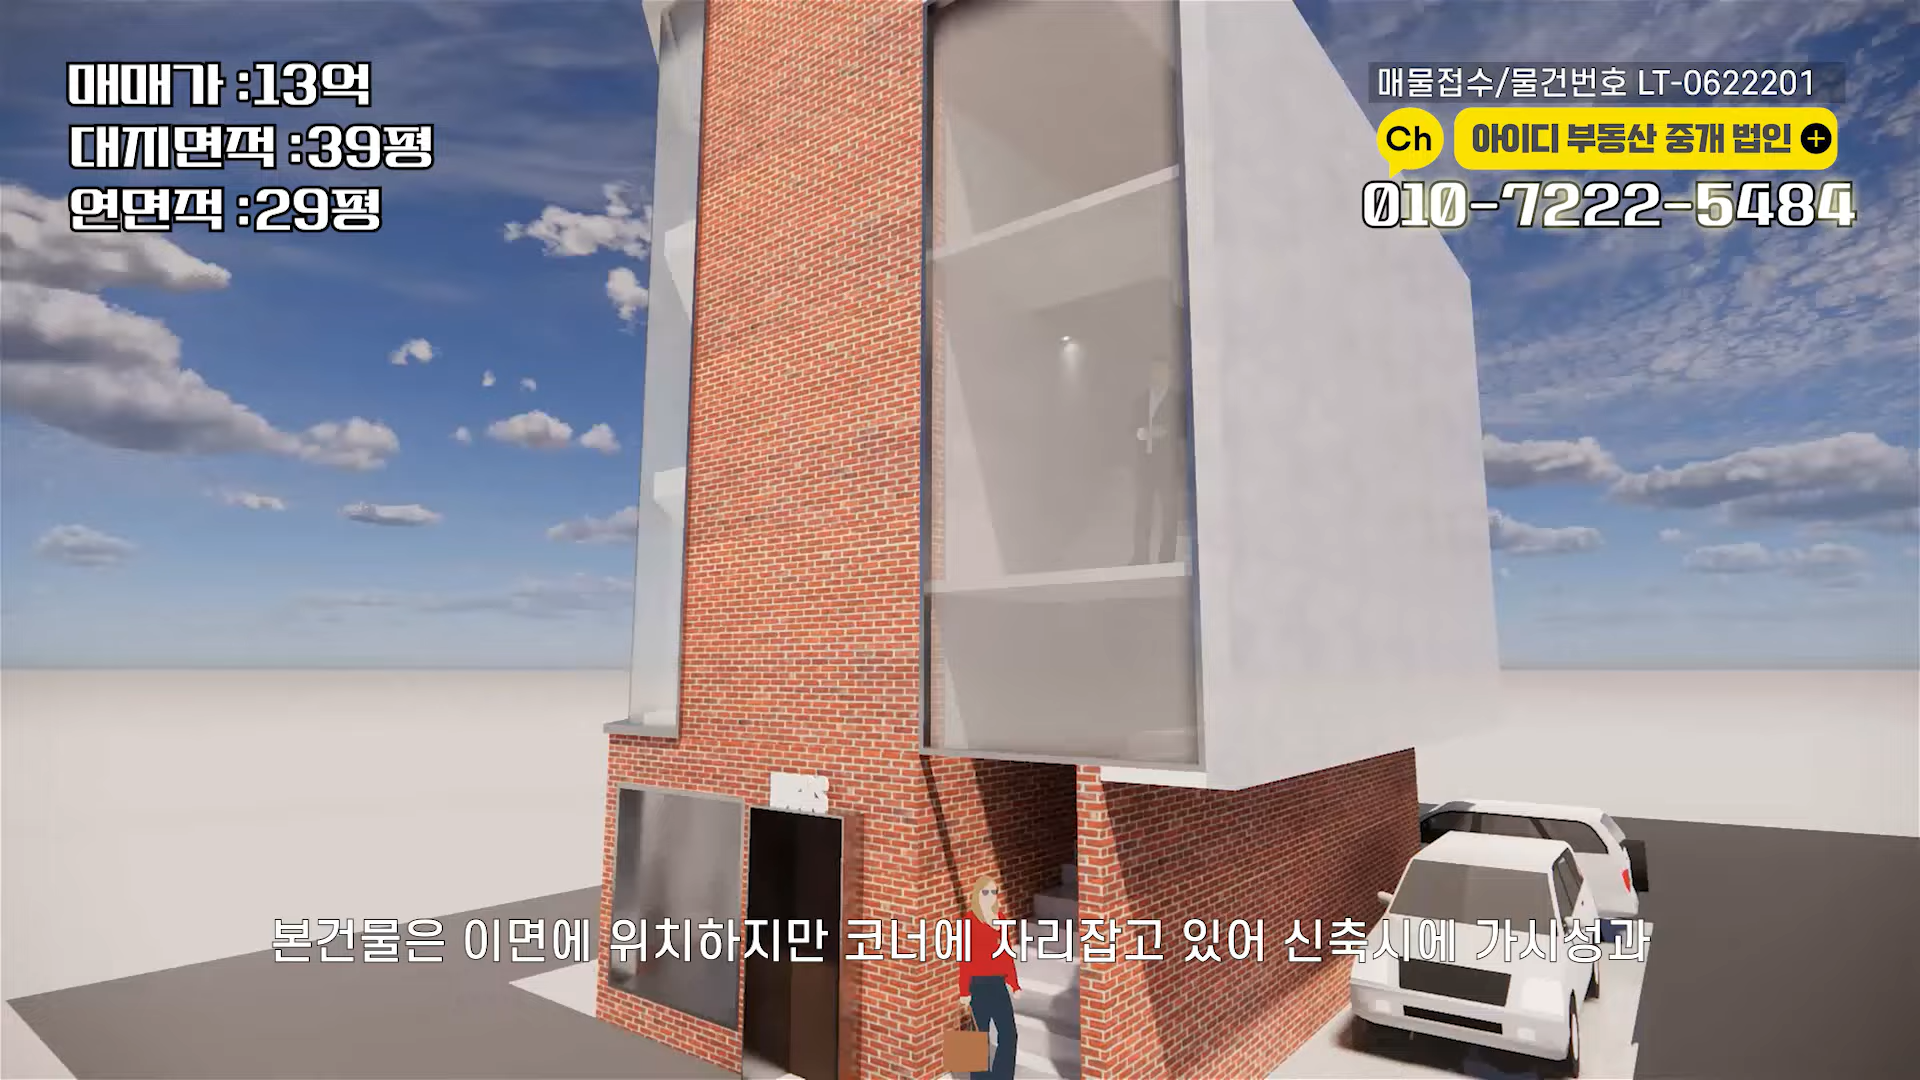 매매가 :13억
대지면적 :39평
연면적 :29평
매물접수/물건번호 LT-0622201
Ch 아이디 부동산 중개 법인 +
010-7222-5484
본건물은 이면에 위치하지만 코너에 자리잡고 있어 신축시에 가시성과